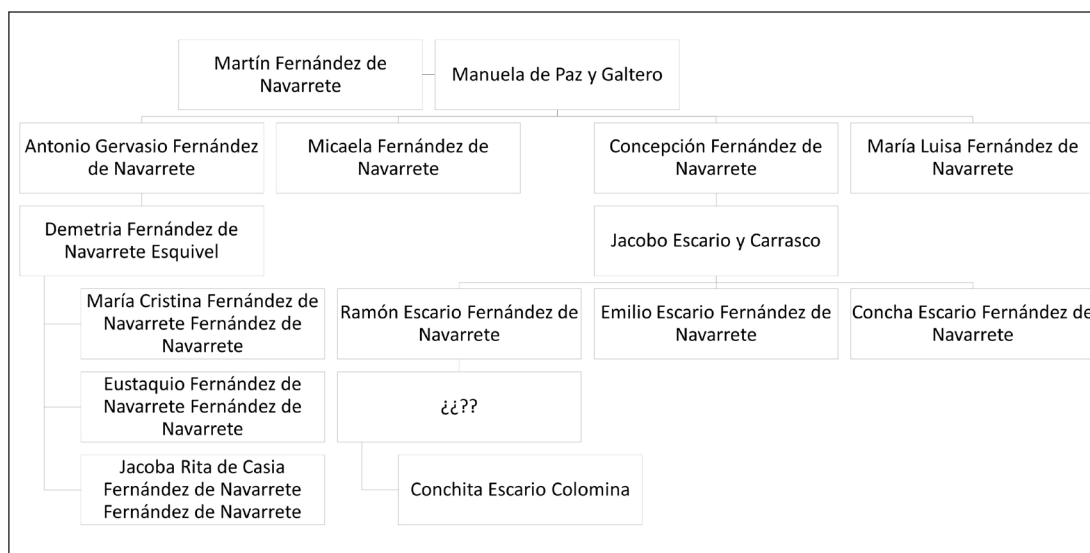 Martín Fernández de
Navarrete
Manuela de Paz y Galtero
Antonio Gervasio Fernández
de Navarrete
Micaela Fernández de
Navarrete
Concepción Fernández de
Navarrete
María Luisa Fernández de
Navarrete
Demetria Fernández de
Navarrete Esquivel
Jacobo Escario y Carrasco
María Cristina Fernández de
Navarrete Fernández de
Navarrete
Ramón Escario Fernández de
Navarrete
Emilio Escario Fernández de
Navarrete
Concha Escario Fernández de
Navarrete
Eustaquio Fernández de
Navarrete Fernández de
Navarrete
¿¿??
Jacoba Rita de Casia
Fernández de Navarrete
Fernández de Navarrete
Conchita Escario Colomina